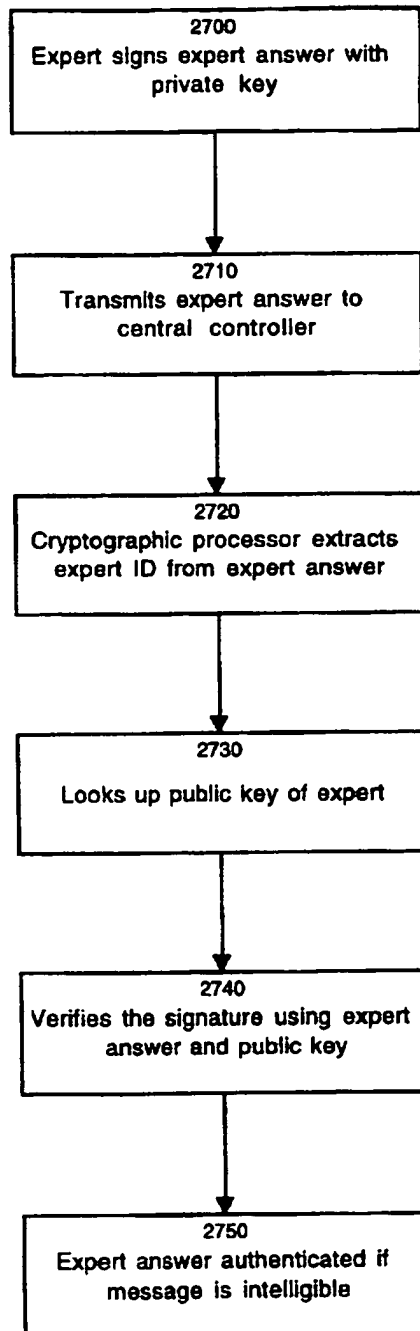 2700
Expert signs expert answer with
private key
2710
Transmits expert answer to
central controller
2720
Cryptographic processor extracts
expert ID from expert answer
2730
Looks up public key of expert
2740
Verifies the signature using expert
answer and public key
2750
Expert answer authenticated if
message is intelligible